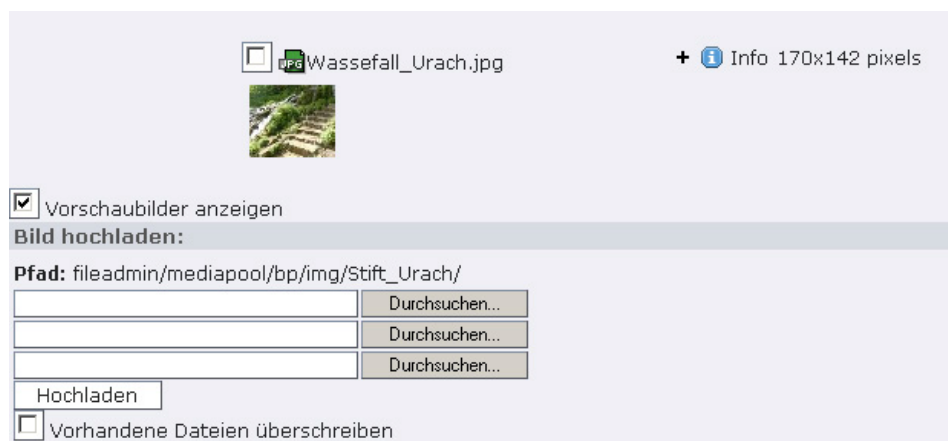 JPG Wassefall_Urach.jpg + Info 170x142 pixels
Vorschaubilder anzeigen
Bild hochladen:
Pfad: fileadmin/mediapool/bp/img/Stift_Urach/
Durchsuchen...
Durchsuchen...
Durchsuchen...
Hochladen
Vorhandene Dateien überschreiben